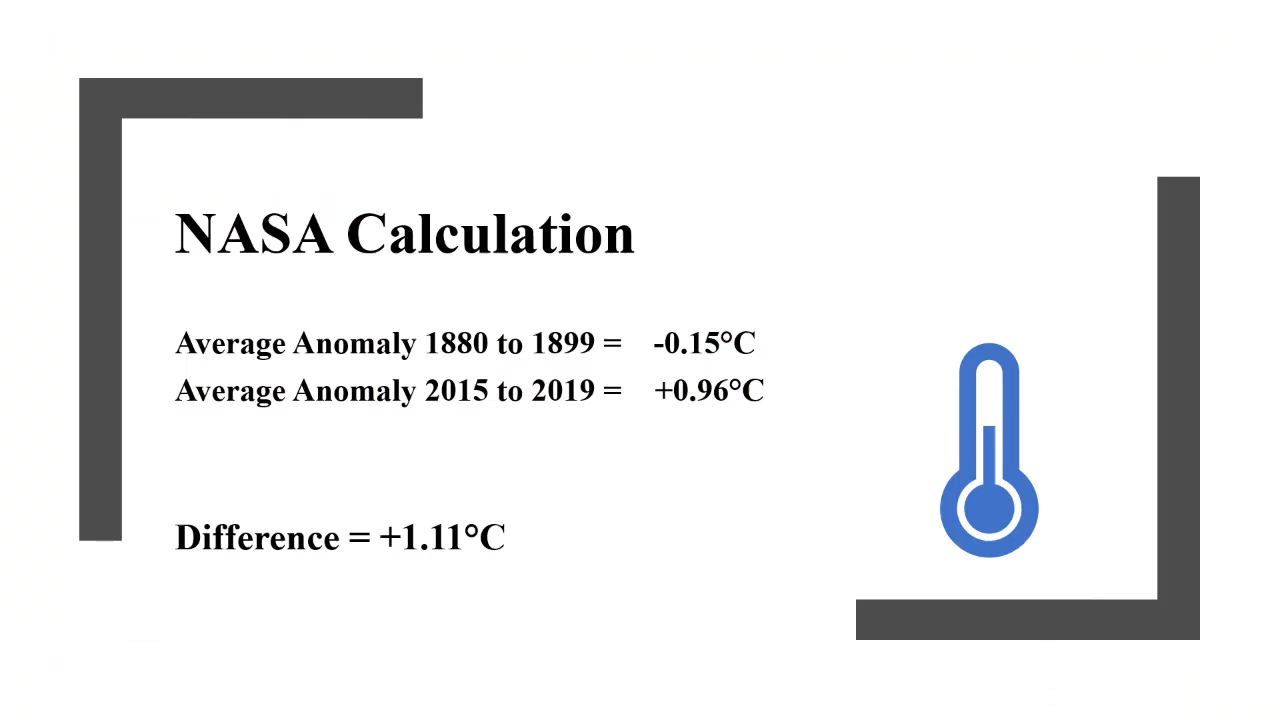 NASA Calculation
Average Anomaly 1880 to 1899 = -0.15°C
Average Anomaly 2015 to 2019 = +0.96°C
Difference = +1.11°C